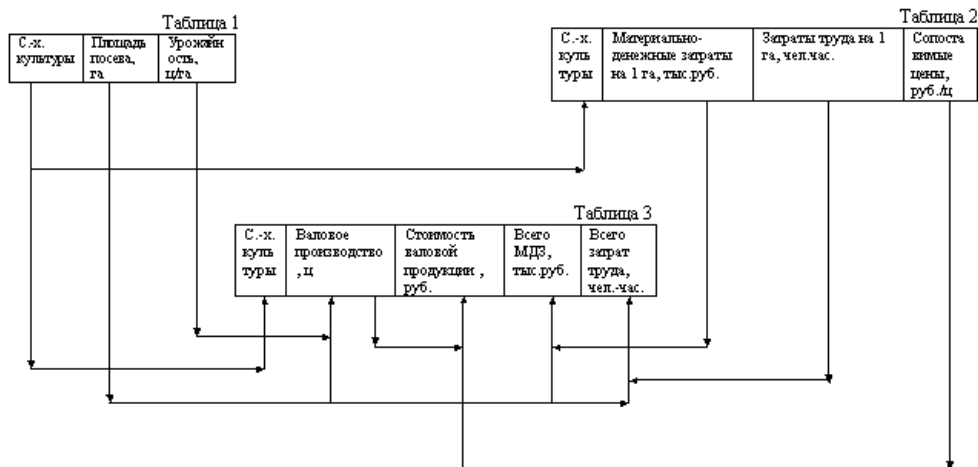 Таблица 1
С.-х.
культуры
Площадь
посева,
га
Урожайн
ость,
ц/га
Таблица 2
С.-х.
куль
туры
Материально-
денежные затраты
на 1 га, тыс.руб.
Затраты труда на 1
га, чел.час.
Сопоста
вимые
цены,
руб./ц
Таблица 3
С.-х.
куль
туры
Валовое
производство
, ц
Стоимость
валовой
продукции ,
руб.
Всего
МДЗ,
тыс.руб.
Всего
затрат
труда,
чел.-час.